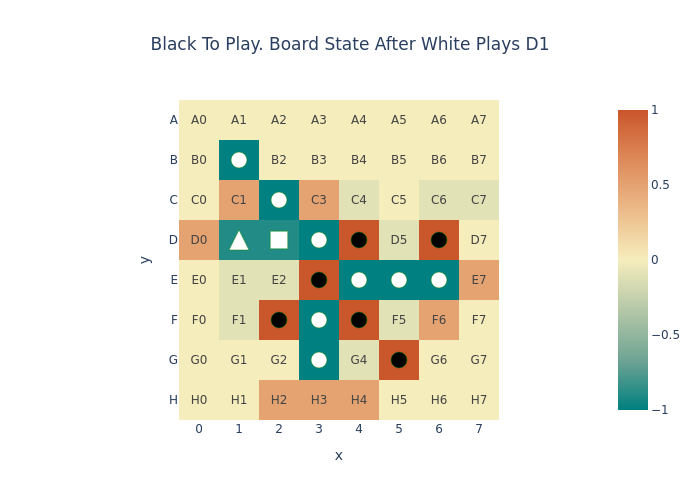 Black To Play. Board State After White Plays D1
A A0 A1 A2 A3 A4 A5 A6 A7
B B0 B2 B3 B4 B5 B6 B7
C C0 C1 C3 C4 C5 C6 C7
D D0 D5 D7
E E0 E1 E2 E7
F F0 F1 F5 F6 F7
G G0 G1 G2 G4 G6 G7
H H0 H1 H2 H3 H4 H5 H6 H7
0 1 2 3 4 5 6 7
x
y
1
0.5
0
−0.5
−1